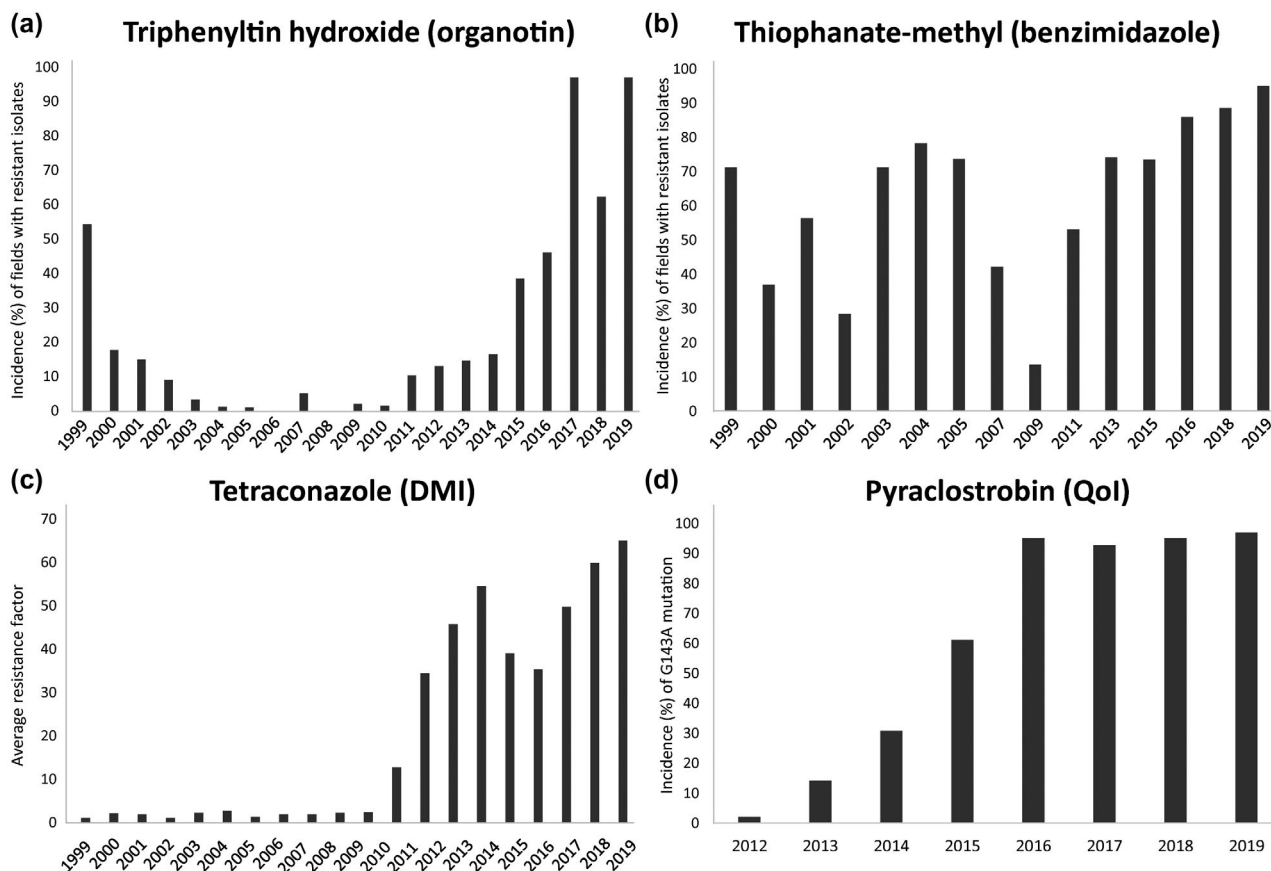 (a)
Triphenyltin hydroxide (organotin)
Incidence (%) of fields with resistant isolates
100
90
80
70
60
50
40
30
20
10
0
1999 2000 2001 2002 2003 2004 2005 2006 2007 2008 2009 2010 2011 2012 2013 2014 2015 2016 2017 2018 2019
(b)
Thiophanate-methyl (benzimidazole)
Incidence (%) of fields with resistant isolates
100
90
80
70
60
50
40
30
20
10
0
1999 2000 2001 2002 2003 2004 2005 2007 2009 2011 2013 2015 2016 2018 2019
(c)
Tetraconazole (DMI)
Average resistance factor
70
60
50
40
30
20
10
0
1999 2000 2001 2002 2003 2004 2005 2006 2007 2008 2009 2010 2011 2012 2013 2014 2015 2016 2017 2018 2019
(d)
Pyraclostrobin (QoI)
Incidence (%) of G143A mutation
100
90
80
70
60
50
40
30
20
10
0
2012 2013 2014 2015 2016 2017 2018 2019